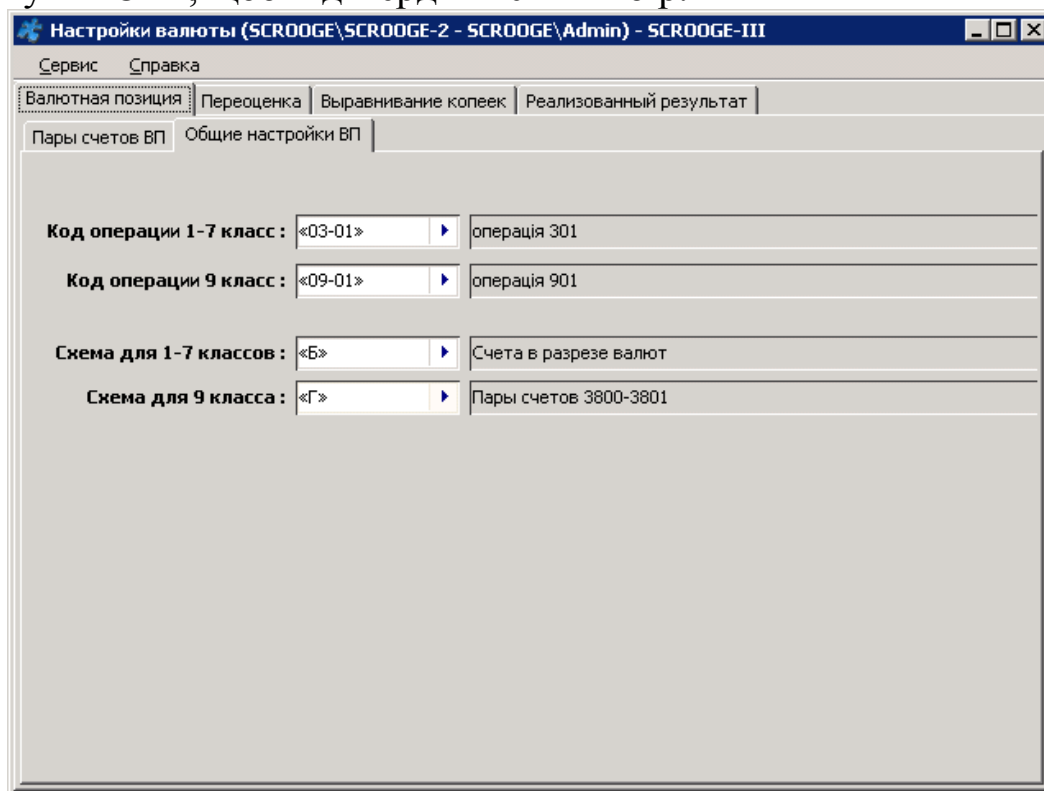 Настройки валюты (SCROOGE\SCROOGE-2 - SCROOGE\Admin) - SCROOGE-III
Сервис Справка
Валютная позиция Переоценка Выравнивание копеек Реализованный результат
Пары счетов ВП Общие настройки ВП
Код операции 1-7 класс : «03-01» операція 301
Код операции 9 класс : «09-01» операція 901
Схема для 1-7 классов : «Б» Счета в разрезе валют
Схема для 9 класса : «Г» Пары счетов 3800-3801